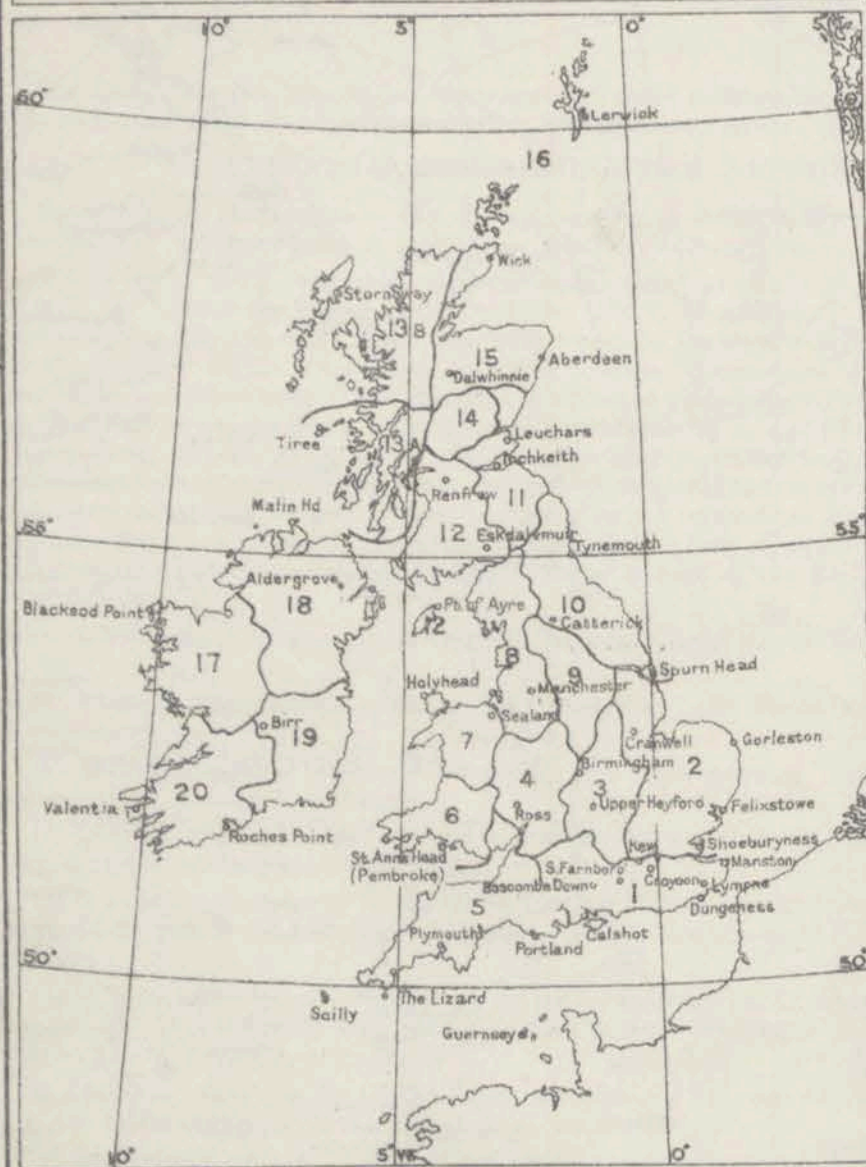 10°
5°
0°
60°
Lerwick
16
Wick
Stornoway
13 B
15
Aberdeen
Dalwhinnie
14
Tiree
13 A
Leuchars
Inchkeith
Renfrew
11
Malin Hd
55°
12
Eskdalemuir
Tynemouth
55°
Aldergrove
18
Blacksod Point
Pt. of Ayre
12
10
Catterick
17
8
9
Spurn Head
Holyhead
Manchester
Sealand
Birr
19
7
Cranwell
Gorleston
Birmingham
2
20
4
3
Upper Heyford
Felixstowe
Valentia
6
Ross
Roches Point
Kew
Shoeburyness
St. Anns Head
(Pembroke)
S. Farnboro
Manston
Boscombe Down
Croydon
Lympne
5
1
Dungeness
Plymouth
Portland
Calshot
50°
50°
The Lizard
Scilly
Guernsey
10°
5°W
0°